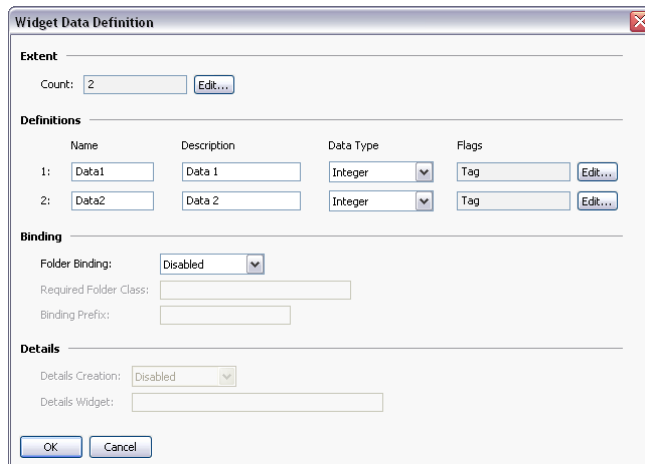 Widget Data Definition
Extent
Count: 2 Edit...
Definitions
Name Description Data Type Flags
1: Data1 Data 1 Integer Tag Edit...
2: Data2 Data 2 Integer Tag Edit...
Binding
Folder Binding: Disabled
Required Folder Class:
Binding Prefix:
Details
Details Creation: Disabled
Details Widget:
OK Cancel